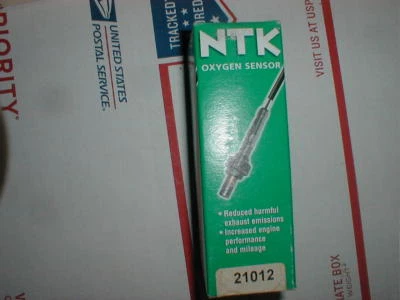 PRIORITY
UNITED STATES
POSTAL SERVICE®
TRACKED
VISIT US AT USP
NTK
OXYGEN SENSOR
• Reduced harmful
exhaust emissions
• Increased engine
performance
and mileage
21012
ATE BOX
WEIGHT